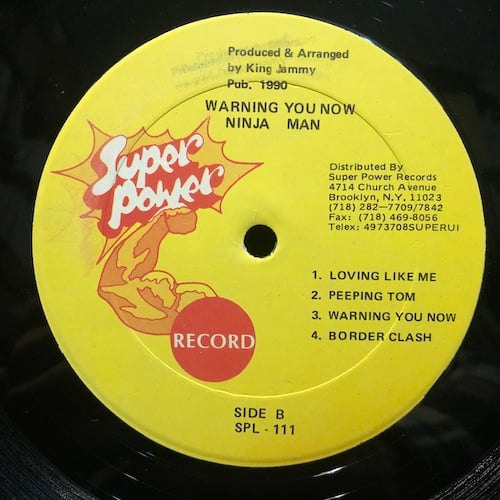 Produced & Arranged
by King Jammy
Pub. 1990
WARNING YOU NOW
NINJA MAN
Super
Power
RECORD
Distributed By
Super Power Records
4714 Church Avenue
Brooklyn, N.Y. 11023
(718) 282-7709/7842
Fax: (718) 469-8056
Telex: 4973708SUPERUI
1. LOVING LIKE ME
2. PEEPING TOM
3. WARNING YOU NOW
4. BORDER CLASH
SIDE B
SPL - 111